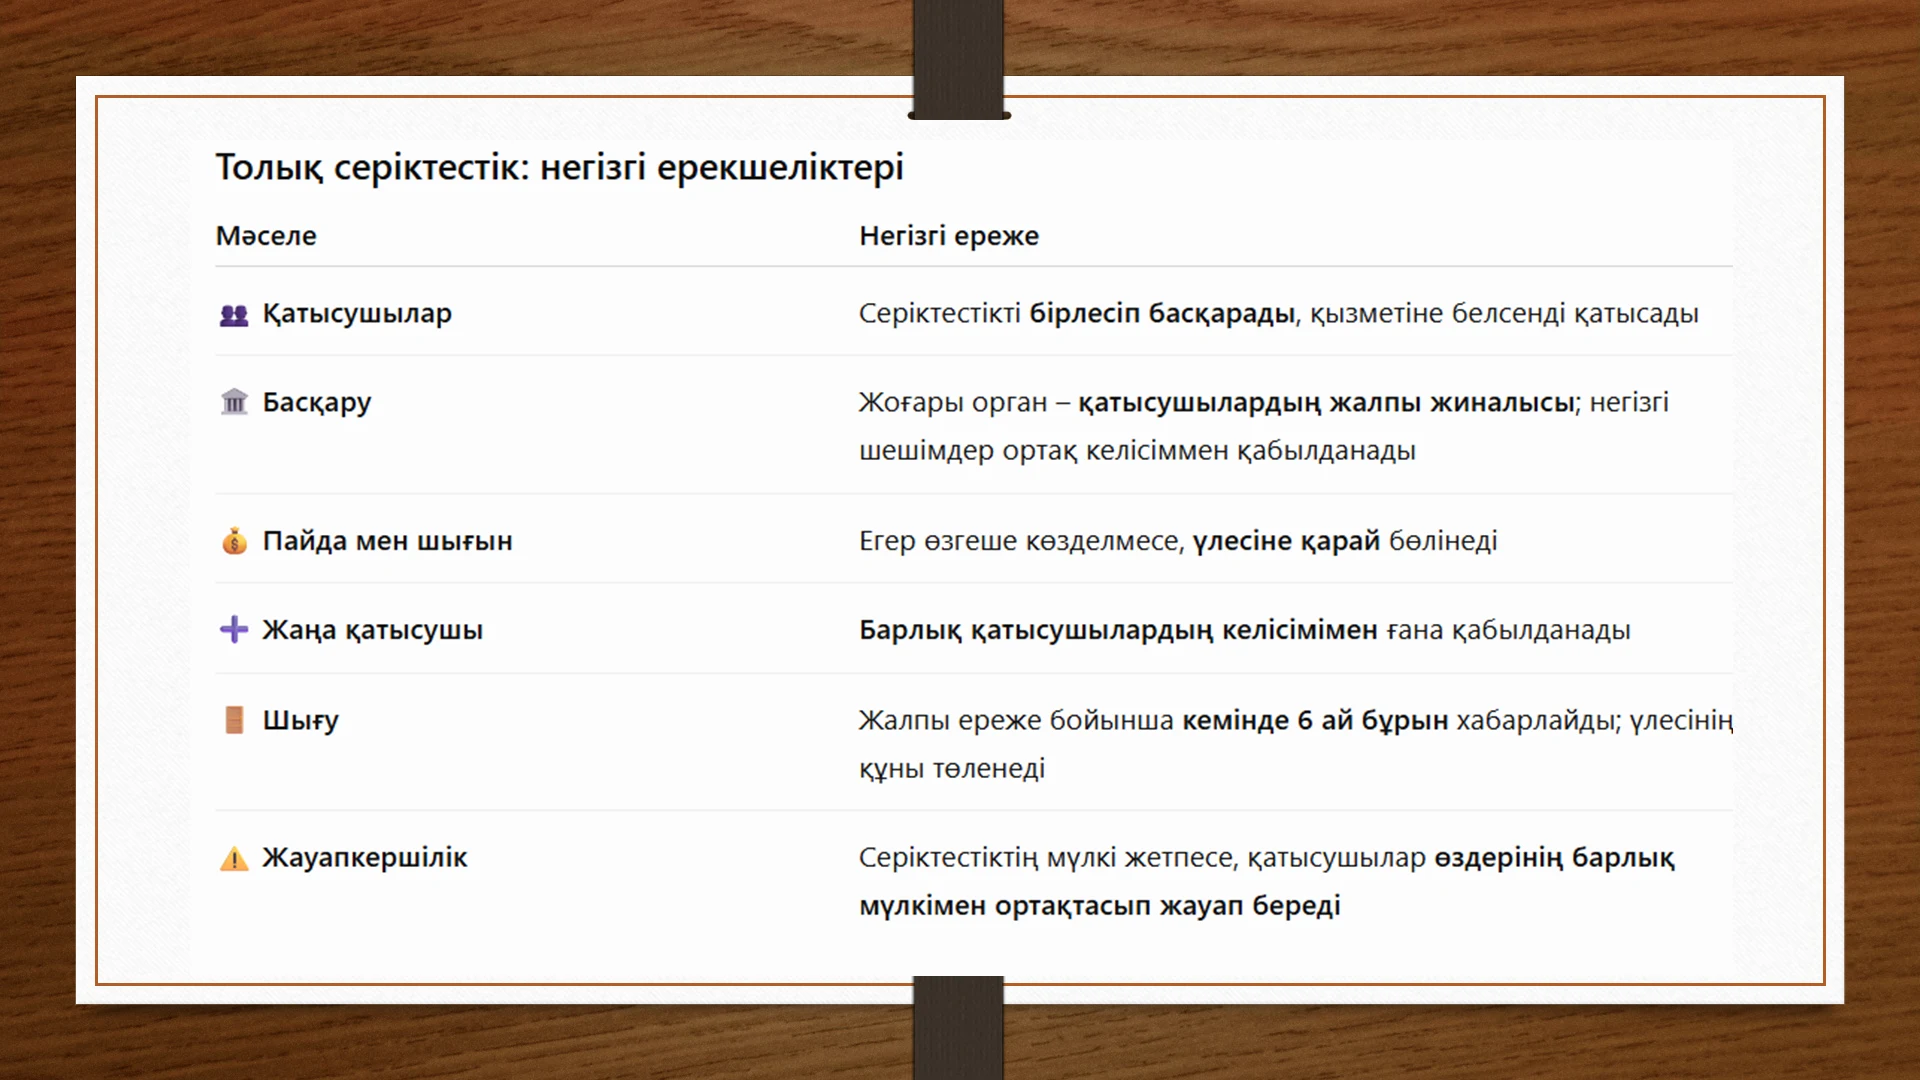 Толық серіктестік: негізгі ерекшеліктері
Мәселе
Негізгі ереже
Қатысушылар
Серіктестікті бірлесіп басқарады, қызметіне белсенді қатысады
Басқару
Жоғары орган – қатысушылардың жалпы жиналысы; негізгі
шешімдер ортақ келісіммен қабылданады
Пайда мен шығын
Егер өзгеше көзделмесе, үлесіне қарай бөлінеді
Жаңа қатысушы
Барлық қатысушылардың келісімімен ғана қабылданады
Шығу
Жалпы ереже бойынша кемінде 6 ай бұрын хабарлайды; үлесінің
құны төленеді
Жауапкершілік
Серіктестіктің мүлкі жетпесе, қатысушылар өздерінің барлық
мүлкімен ортақтасып жауап береді